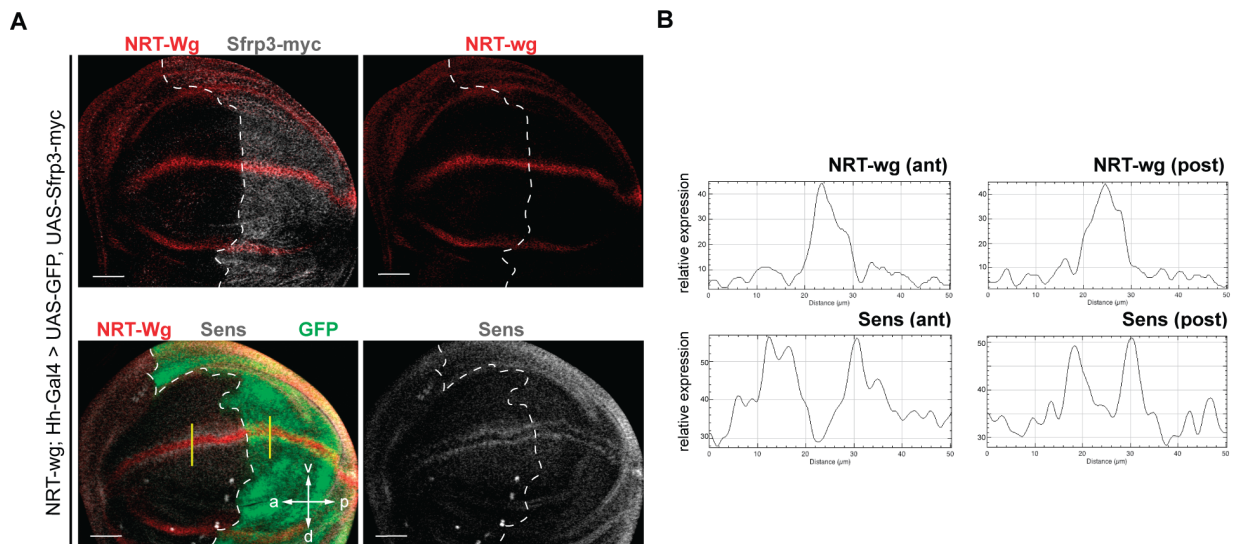 A
B
NRT-Wg Sfrp3-myc
NRT-wg
NRT-wg; Hh-Gal4 > UAS-GFP, UAS-Sfrp3-myc
NRT-Wg Sens GFP
Sens
v
a p
d
NRT-wg (ant)
NRT-wg (post)
relative expression
40
30
20
10
0 10 20 30 40 50
Distance (μm)
40
30
20
10
0 10 20 30 40 50
Distance (μm)
Sens (ant)
Sens (post)
relative expression
50
40
30
0 10 20 30 40 50
Distance (μm)
50
40
30
0 10 20 30 40 50
Distance (μm)